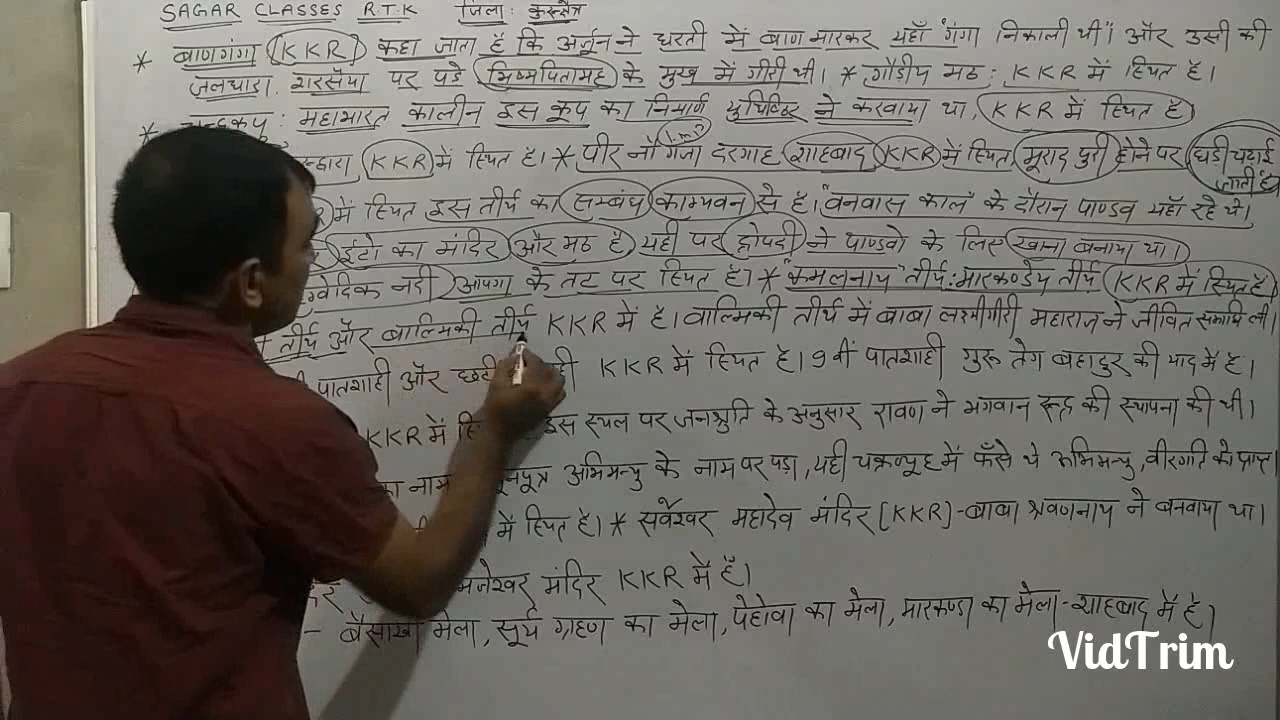 SAGAR CLASSES R.T.K जिला: कुरुक्षेत्र
* बाणगंगा (KKR) कहा जाता है कि अर्जुन ने धरती में बाण मारकर यहाँ "गंगा निकाली थी"। और उसी की
जलधारा शरसैंया पर पडे भिष्मपितामह के मुख में गीरी थी। * गौडीय मठ: KKR में स्थित है।
* : महाभारत कालीन इस कूप का निर्माण युधिष्ठिर ने करवाया था, KKR में स्थित है
KKR में स्थित है। * पीर नौ गजा दरगाह शाहबाद KKR में स्थित मूराद पुरी होने पर घडी चढाई
जाती है
में स्थित इस तीर्थ का सम्बंध काम्यवन से है। "वनवास काल" के दौरान पाण्डव यहाँ रहे थे।
ईटो का मंदिर और मठ है यही पर द्रोपदी ने पाण्डवो के लिए खाना बनाया था।
नदी आपगा के तट पर स्थित है। * "कमलनाथ" तीर्थ: मारकण्डेय तीर्थ KKR में स्थित है
तीर्थ और बाल्मिकी तीर्थ KKR में है। वाल्मिकी तीर्थ में बाबा लक्ष्मीगीरी महाराज ने जीवित समाधि ली।
पातशाही और छठी KKR में स्थित है। 9वीं पातशाही गुरू तेग बहादुर की याद में है।
KKR में इस स्थल पर जनश्रुति के अनुसार रावण ने भगवान रूद्र की स्थापना की थी।
का नाम अभिमन्यु के नाम पर पड़ा, यही चक्रव्यूह में फँसे थे अभिमन्यु, वीरगति को प्राप्त।
में स्थित है। * सर्वेश्वर महादेव मंदिर (KKR) - बाबा श्रवणनाथ ने बनवाया था।
मंदिर KKR में है।
- बैसाखी मेला, सूर्य ग्रहण का मेला, पेहोवा का मेला, मारकण्डा का मेला - शाहबाद में है।
VidTrim